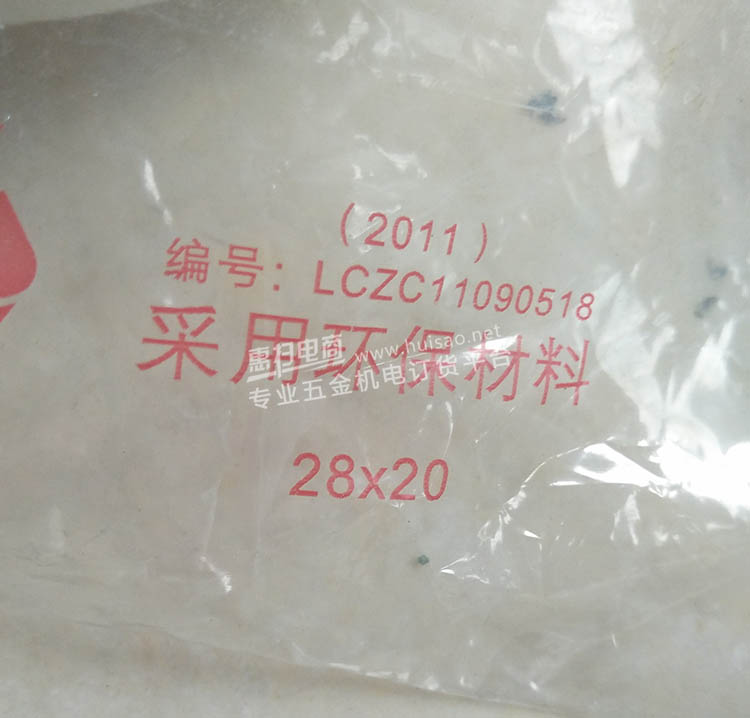 （2011）
编号：LCZC11090518
采用环保材料
惠扫电商 www.huisao.net
专业五金机电订货平台
28x20